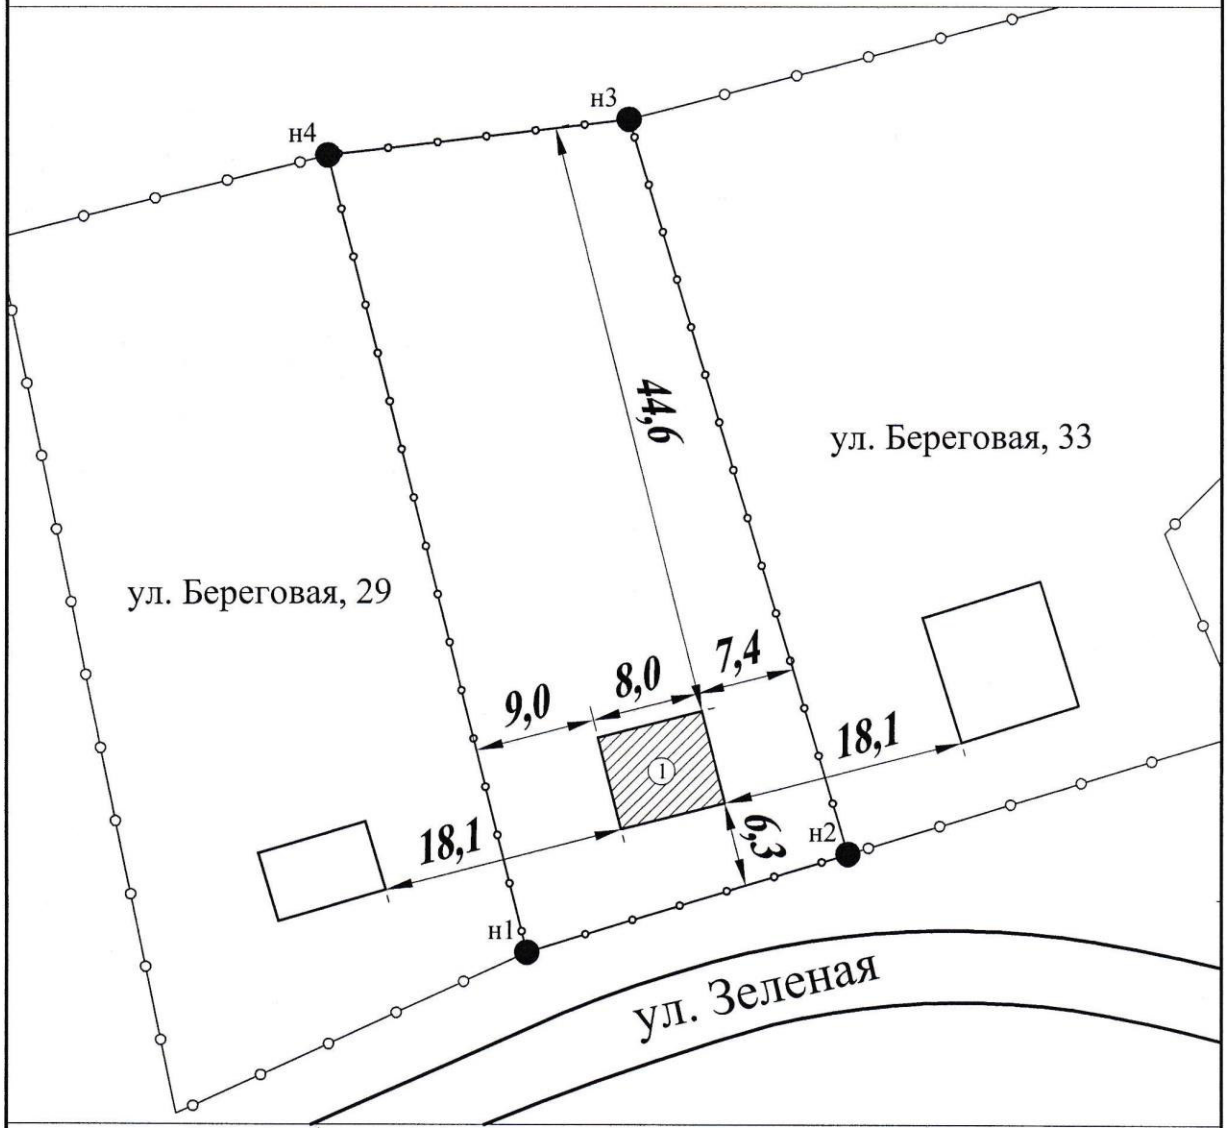 н3
н4
44,6
ул. Береговая, 33
ул. Береговая, 29
7,4
8,0
9,0
18,1
1
18,1
6,3
н2
н1
ул. Зеленая